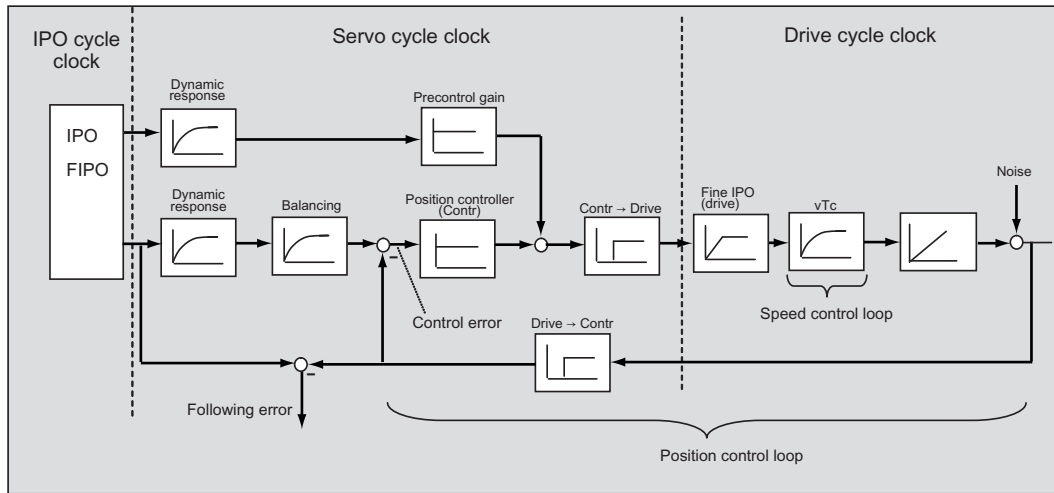 IPO cycle
clock
Servo cycle clock
Drive cycle clock
IPO
FIPO
Dynamic
response
Precontrol gain
Dynamic
response
Balancing
Position controller
(Contr)
Contr → Drive
Fine IPO
(drive)
vTc
Noise
Control error
Speed control loop
Drive → Contr
Following error
Position control loop